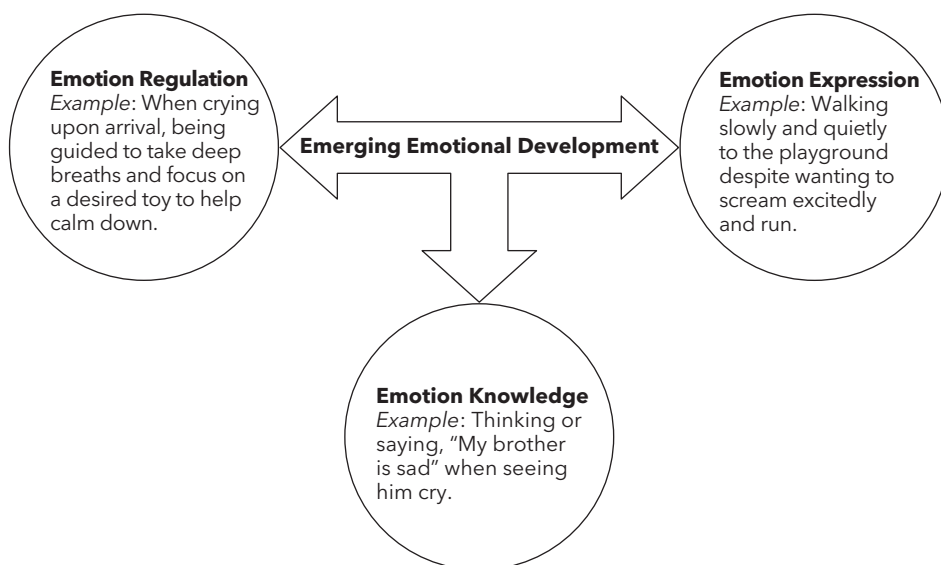 Emotion Regulation
Example: When crying
upon arrival, being
guided to take deep
breaths and focus on
a desired toy to help
calm down.
Emerging Emotional Development
Emotion Expression
Example: Walking
slowly and quietly
to the playground
despite wanting to
scream excitedly
and run.
Emotion Knowledge
Example: Thinking or
saying, “My brother
is sad” when seeing
him cry.